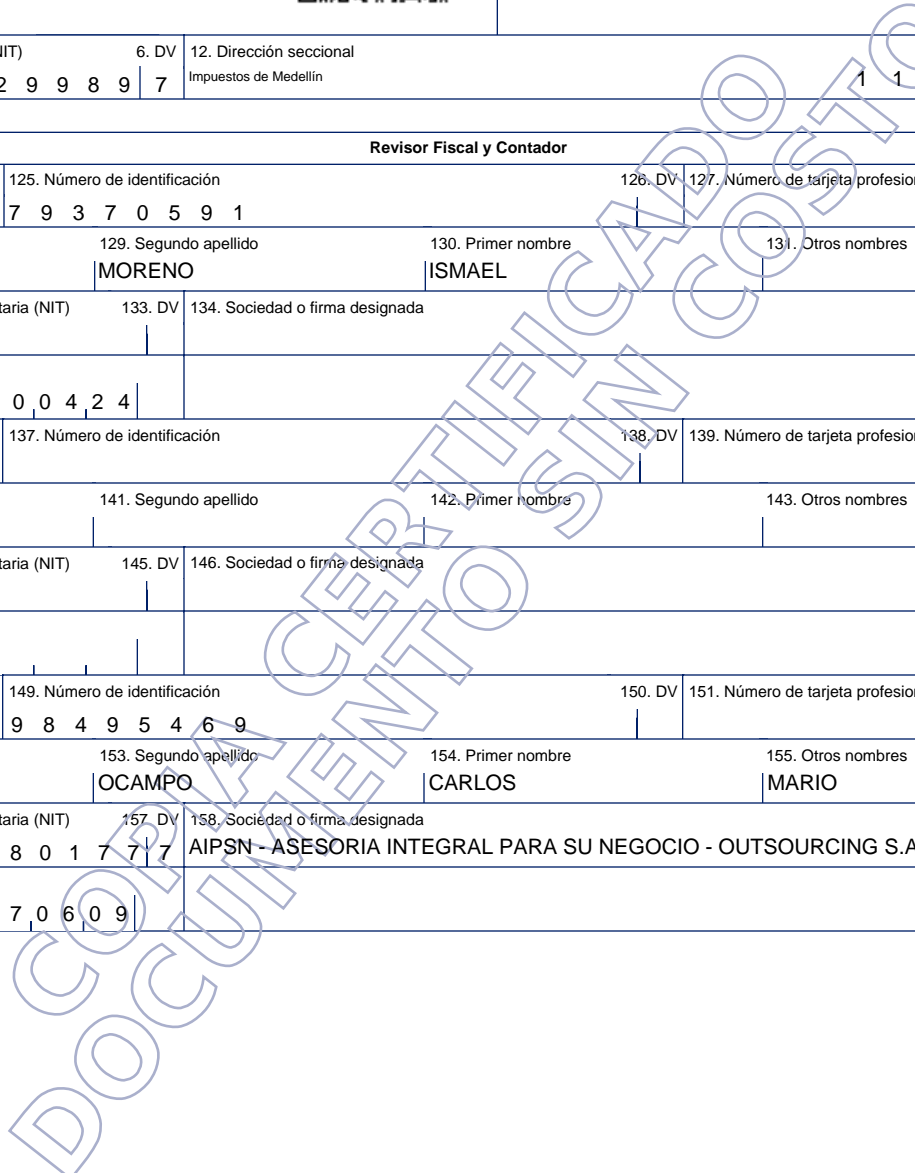 NIT) 6. DV 12. Dirección seccional
2 9 9 8 9 7 Impuestos de Medellín 1 1
Revisor Fiscal y Contador
125. Número de identificación 126. DV 127. Número de tarjeta profesion
7 9 3 7 0 5 9 1
129. Segundo apellido 130. Primer nombre 131. Otros nombres
MORENO ISMAEL
taria (NIT) 133. DV 134. Sociedad o firma designada
0 0 4 2 4
137. Número de identificación 138. DV 139. Número de tarjeta profesion
141. Segundo apellido 142. Primer nombre 143. Otros nombres
taria (NIT) 145. DV 146. Sociedad o firma designada
149. Número de identificación 150. DV 151. Número de tarjeta profesion
9 8 4 9 5 4 6 9
153. Segundo apellido 154. Primer nombre 155. Otros nombres
OCAMPO CARLOS MARIO
taria (NIT) 157. DV 158. Sociedad o firma designada
8 0 1 7 7 7 AIPSN - ASESORIA INTEGRAL PARA SU NEGOCIO - OUTSOURCING S.A
7 0 6 0 9
COPIA CERTIFICADO
DOCUMENTO SIN COSTO